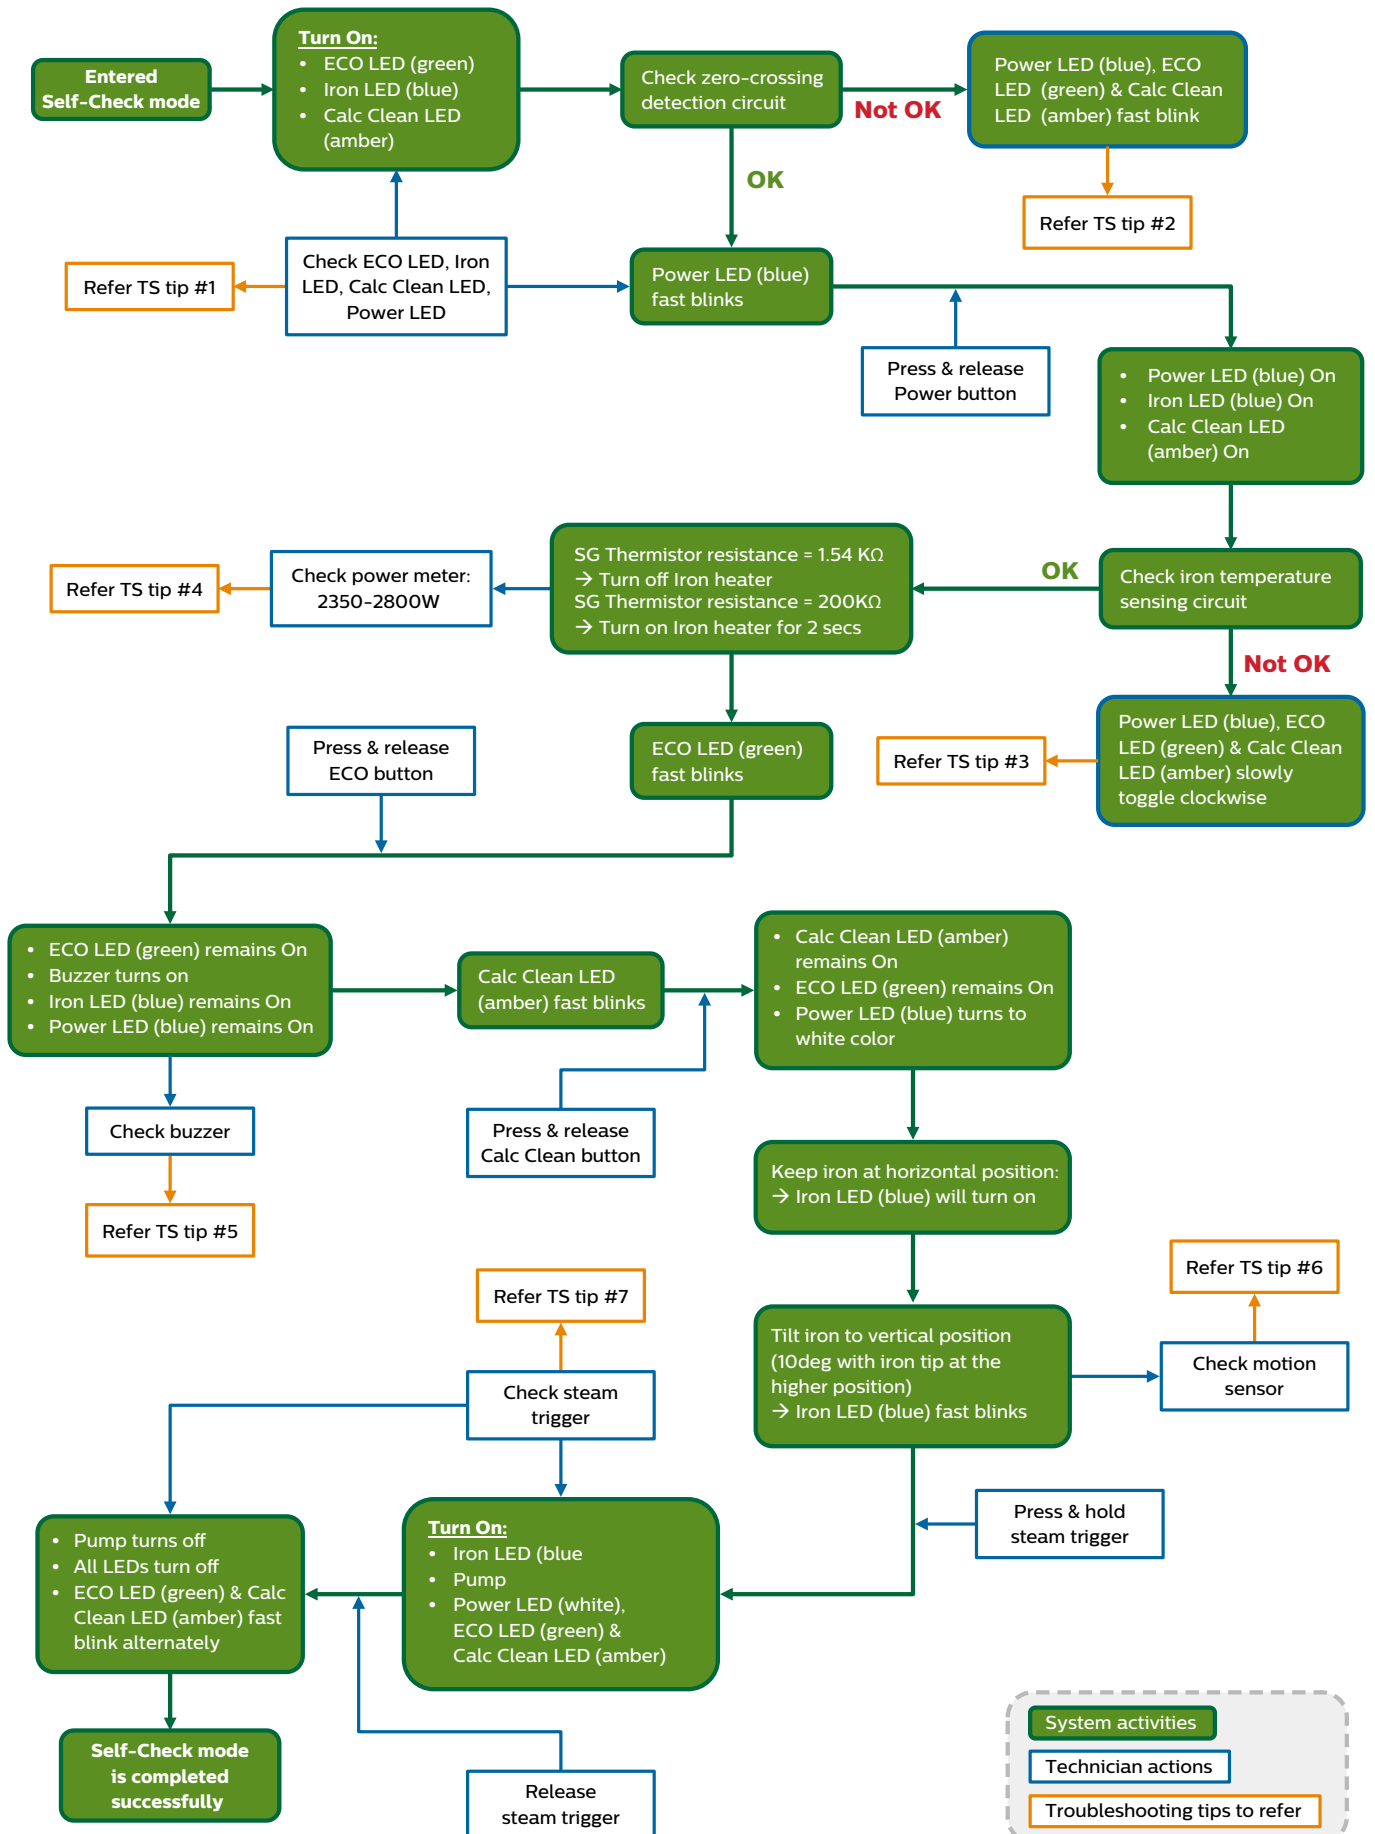 Entered
Self-Check mode
Turn On:
• ECO LED (green)
• Iron LED (blue)
• Calc Clean LED
(amber)
Check zero-crossing
detection circuit
Not OK
OK
Power LED (blue), ECO
LED (green) & Calc Clean
LED (amber) fast blink
Refer TS tip #2
Refer TS tip #1
Check ECO LED, Iron
LED, Calc Clean LED,
Power LED
Power LED (blue)
fast blinks
Press & release
Power button
• Power LED (blue) On
• Iron LED (blue) On
• Calc Clean LED
(amber) On
Check iron temperature
sensing circuit
OK
Not OK
SG Thermistor resistance = 1.54 KΩ
→ Turn off Iron heater
SG Thermistor resistance = 200KΩ
→ Turn on Iron heater for 2 secs
Check power meter:
2350-2800W
Refer TS tip #4
Power LED (blue), ECO
LED (green) & Calc Clean
LED (amber) slowly
toggle clockwise
Refer TS tip #3
ECO LED (green)
fast blinks
Press & release
ECO button
• ECO LED (green) remains On
• Buzzer turns on
• Iron LED (blue) remains On
• Power LED (blue) remains On
Check buzzer
Refer TS tip #5
Calc Clean LED
(amber) fast blinks
Press & release
Calc Clean button
• Calc Clean LED (amber)
remains On
• ECO LED (green) remains On
• Power LED (blue) turns to
white color
Keep iron at horizontal position:
→ Iron LED (blue) will turn on
Tilt iron to vertical position
(10deg with iron tip at the
higher position)
→ Iron LED (blue) fast blinks
Check motion
sensor
Refer TS tip #6
Refer TS tip #7
Check steam
trigger
Press & hold
steam trigger
Turn On:
• Iron LED (blue
• Pump
• Power LED (white),
ECO LED (green) &
Calc Clean LED (amber)
• Pump turns off
• All LEDs turn off
• ECO LED (green) & Calc
Clean LED (amber) fast
blink alternately
Self-Check mode
is completed
successfully
Release
steam trigger
System activities
Technician actions
Troubleshooting tips to refer